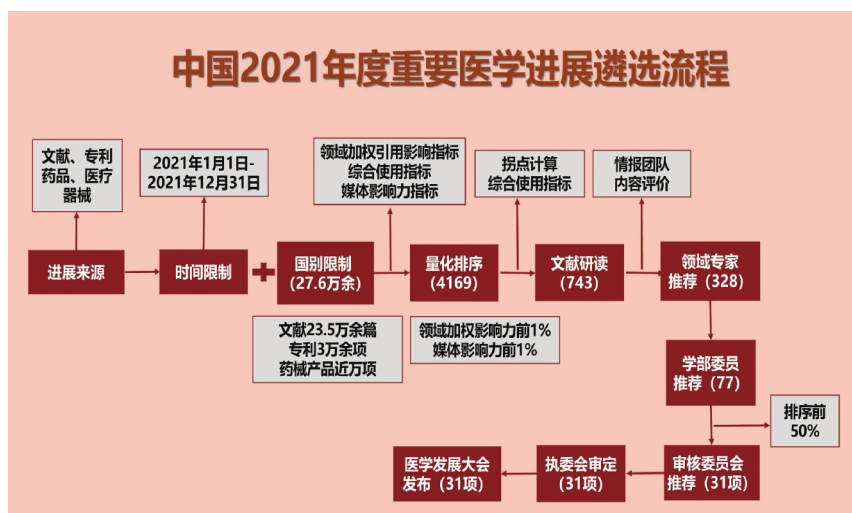 中国2021年度重要医学进展遴选流程
文献、专利
药品、医疗
器械
2021年1月1日-
2021年12月31日
领域加权引用影响指标
综合使用指标
媒体影响力指标
拐点计算
综合使用指标
情报团队
内容评价
进展来源
时间限制
国别限制
(27.6万余)
量化排序
(4169)
文献研读
(743)
领域专家
推荐（328）
文献23.5万余篇
专利3万余项
药械产品近万项
领域加权影响力前1%
媒体影响力前1%
学部委员
推荐（77）
排序前
50%
医学发展大会
发布（31项）
执委会审定
(31项)
审核委员会
推荐（31项）